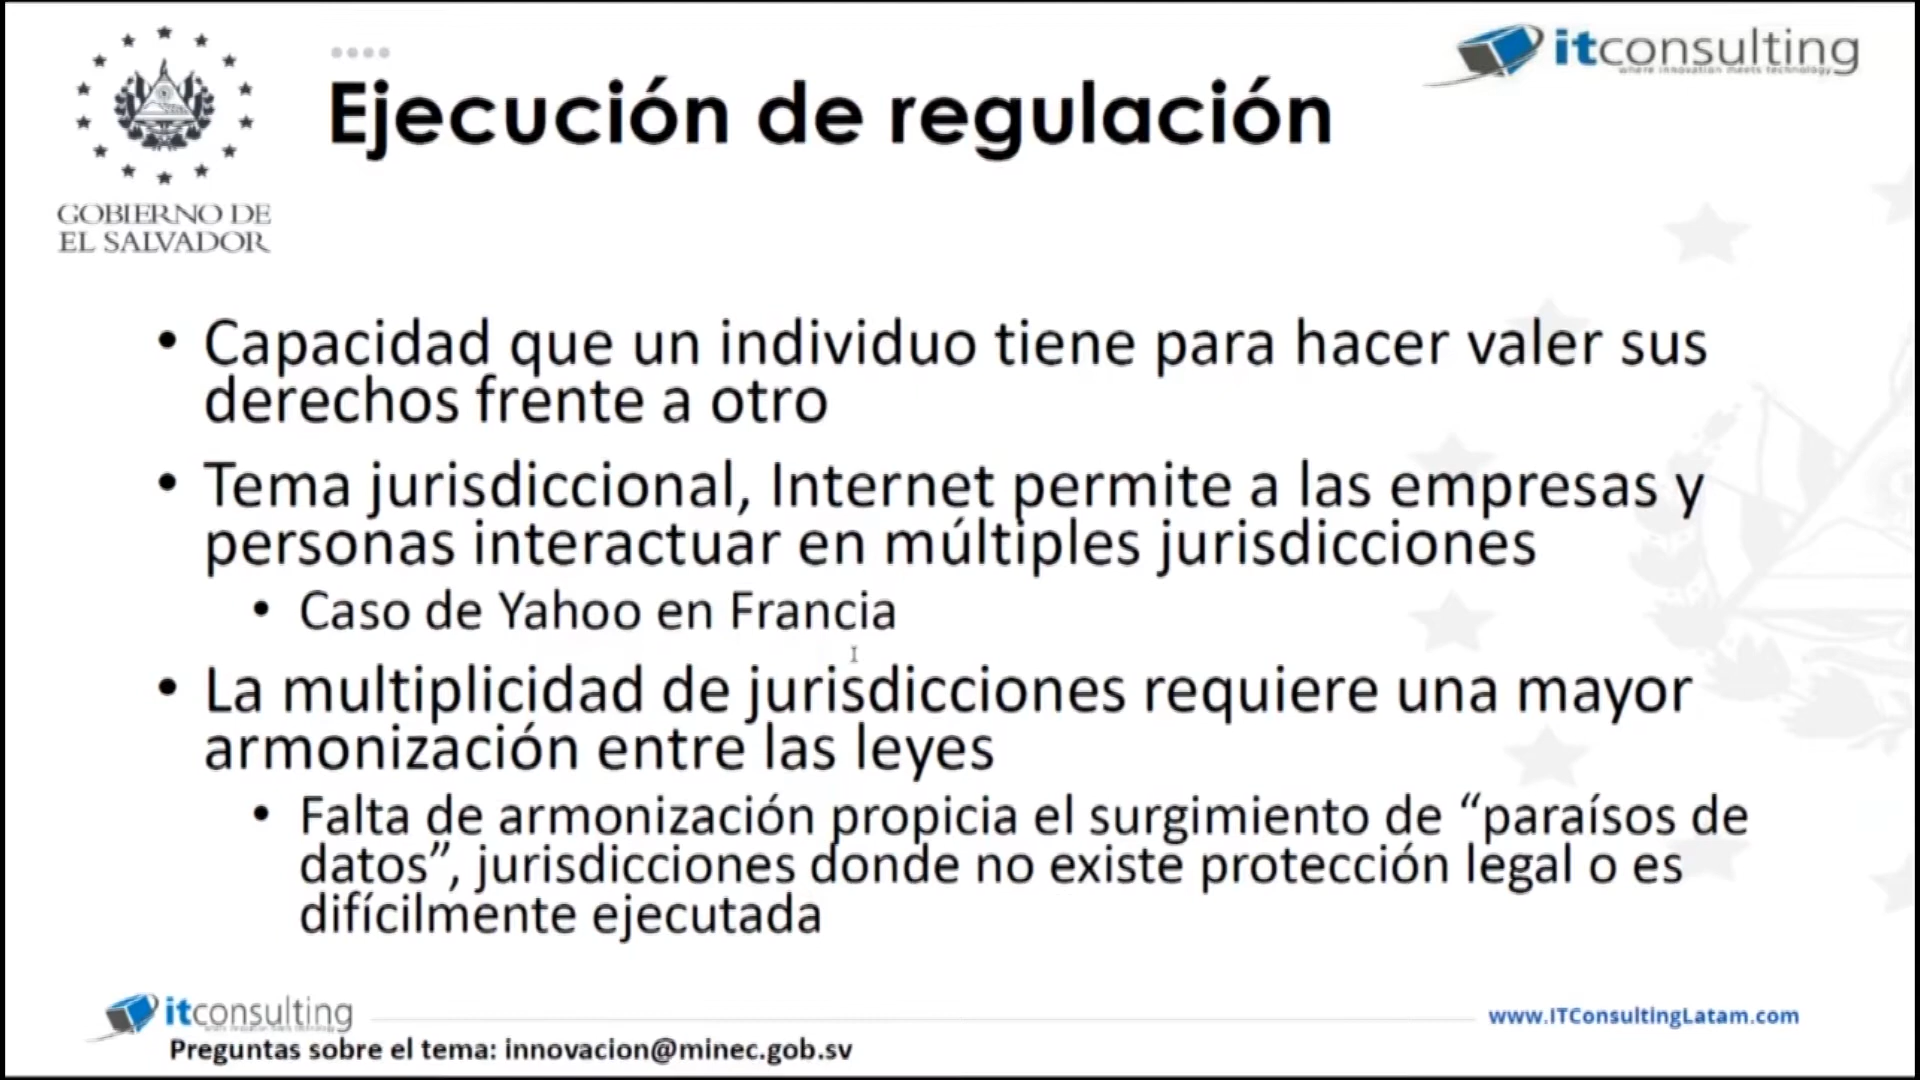 GOBIERNO DE
EL SALVADOR
Ejecución de regulación
itconsulting
where innovation meets technology
• Capacidad que un individuo tiene para hacer valer sus
derechos frente a otro
• Tema jurisdiccional, Internet permite a las empresas y
personas interactuar en múltiples jurisdicciones
• Caso de Yahoo en Francia
• La multiplicidad de jurisdicciones requiere una mayor
armonización entre las leyes
• Falta de armonización propicia el surgimiento de “paraísos de
datos”, jurisdicciones donde no existe protección legal o es
difícilmente ejecutada
itconsulting
www.ITConsultingLatam.com
Preguntas sobre el tema: innovacion@minec.gob.sv